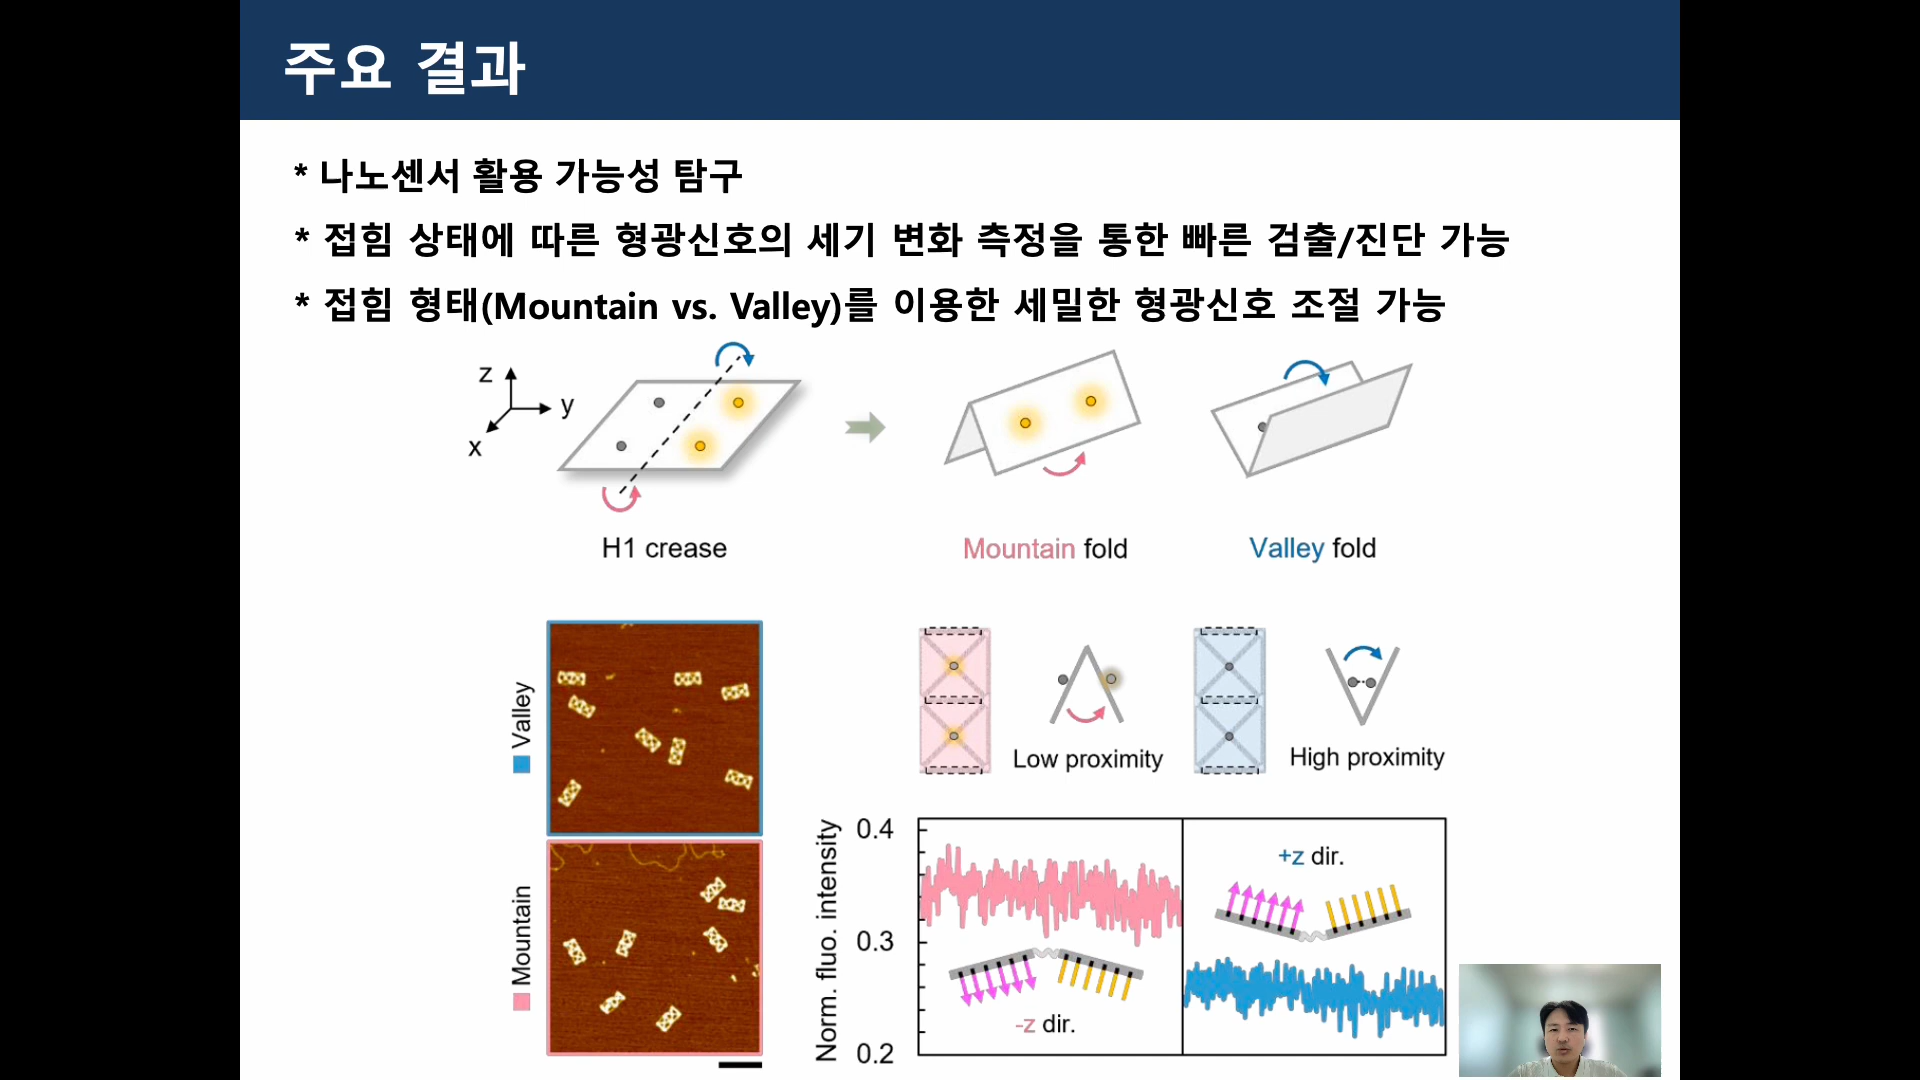 주요 결과
* 나노센서 활용 가능성 탐구
* 접힘 상태에 따른 형광신호의 세기 변화 측정을 통한 빠른 검출/진단 가능
* 접힘 형태(Mountain vs. Valley)를 이용한 세밀한 형광신호 조절 가능
z
y
x
H1 crease
Mountain fold
Valley fold
Valley
Mountain
Low proximity
High proximity
Norm. fluo. intensity
0.4
0.3
0.2
-z dir.
+z dir.